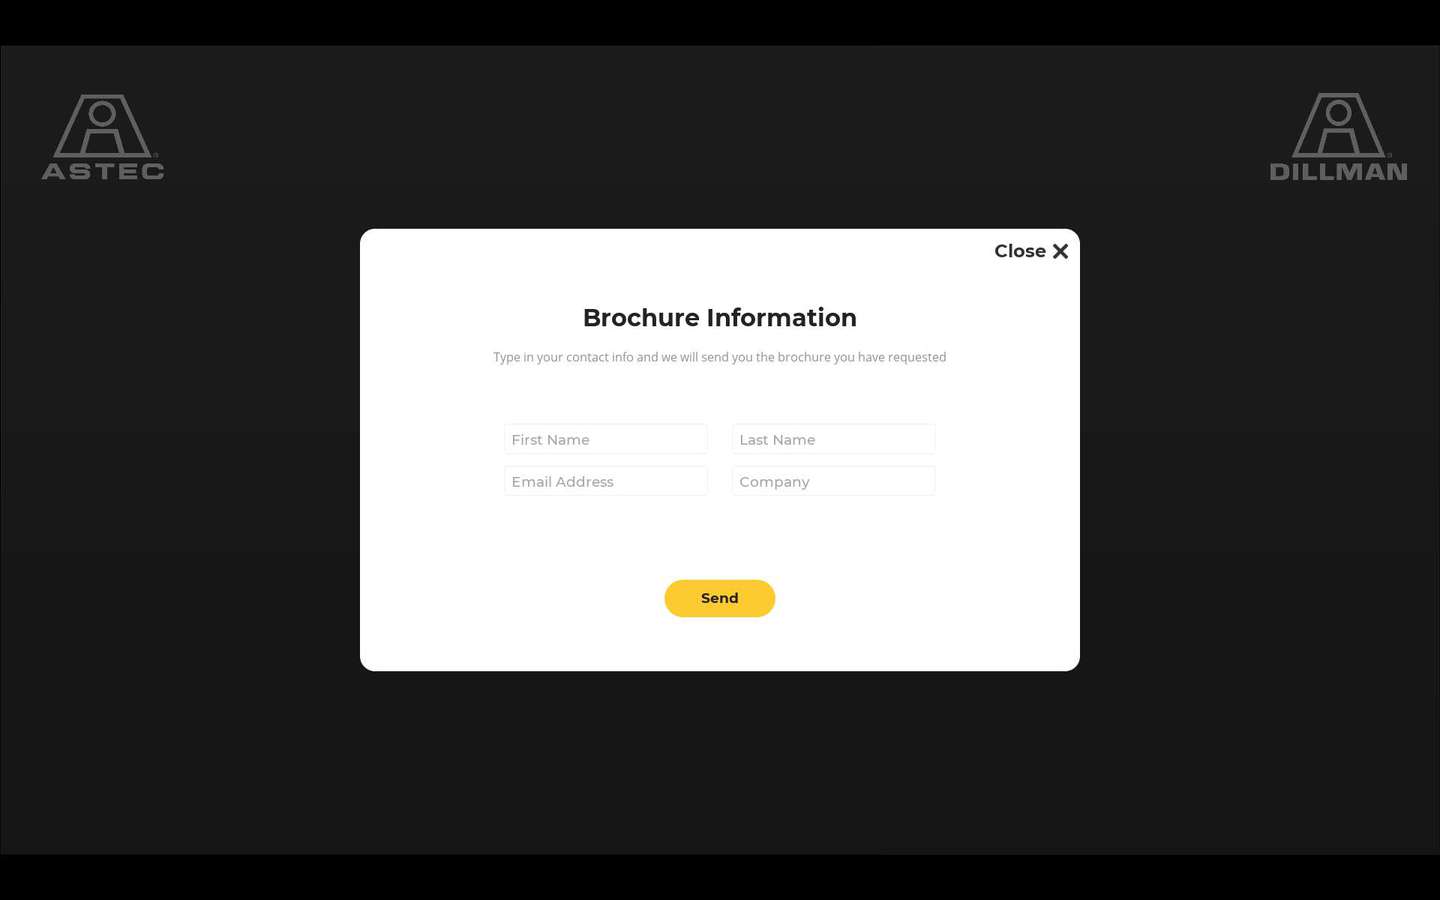 ASTEC
DILLMAN
Close
Brochure Information
Type in your contact info and we will send you the brochure you have requested
First Name
Last Name
Email Address
Company
Send